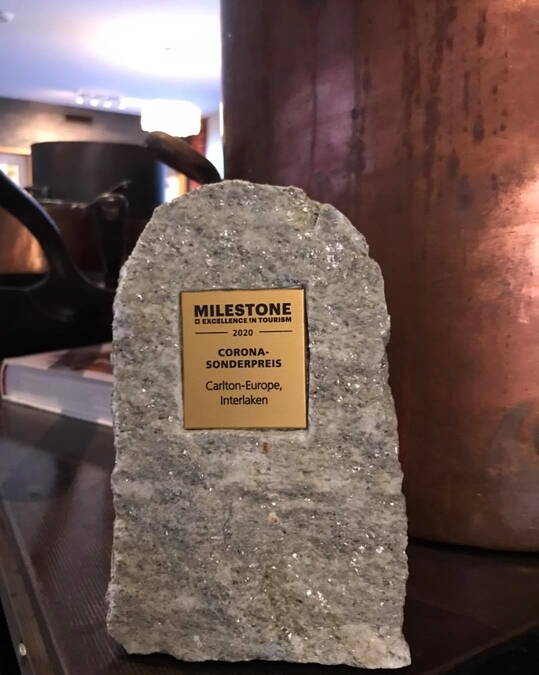 MILESTONE
EXCELLENCE IN TOURISM
2020
CORONA-
SONDERPREIS
Carlton-Europe,
Interlaken